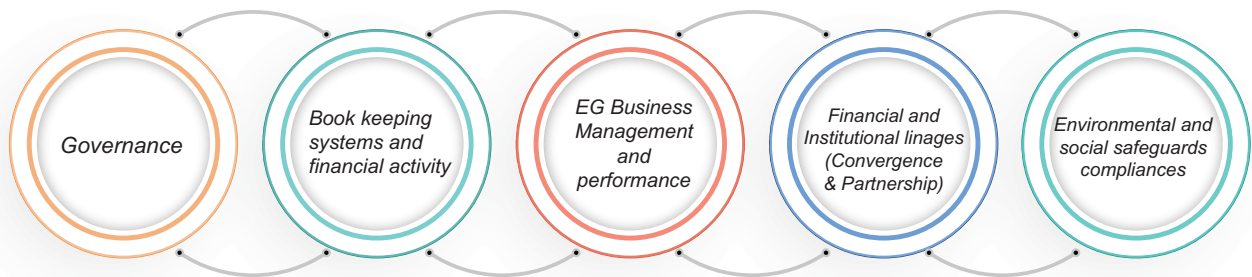 Governance
Book keeping
systems and
financial activity
EG Business
Management
and
performance
Financial and
Institutional linages
(Convergence
& Partnership)
Environmental and
social safeguards
compliances